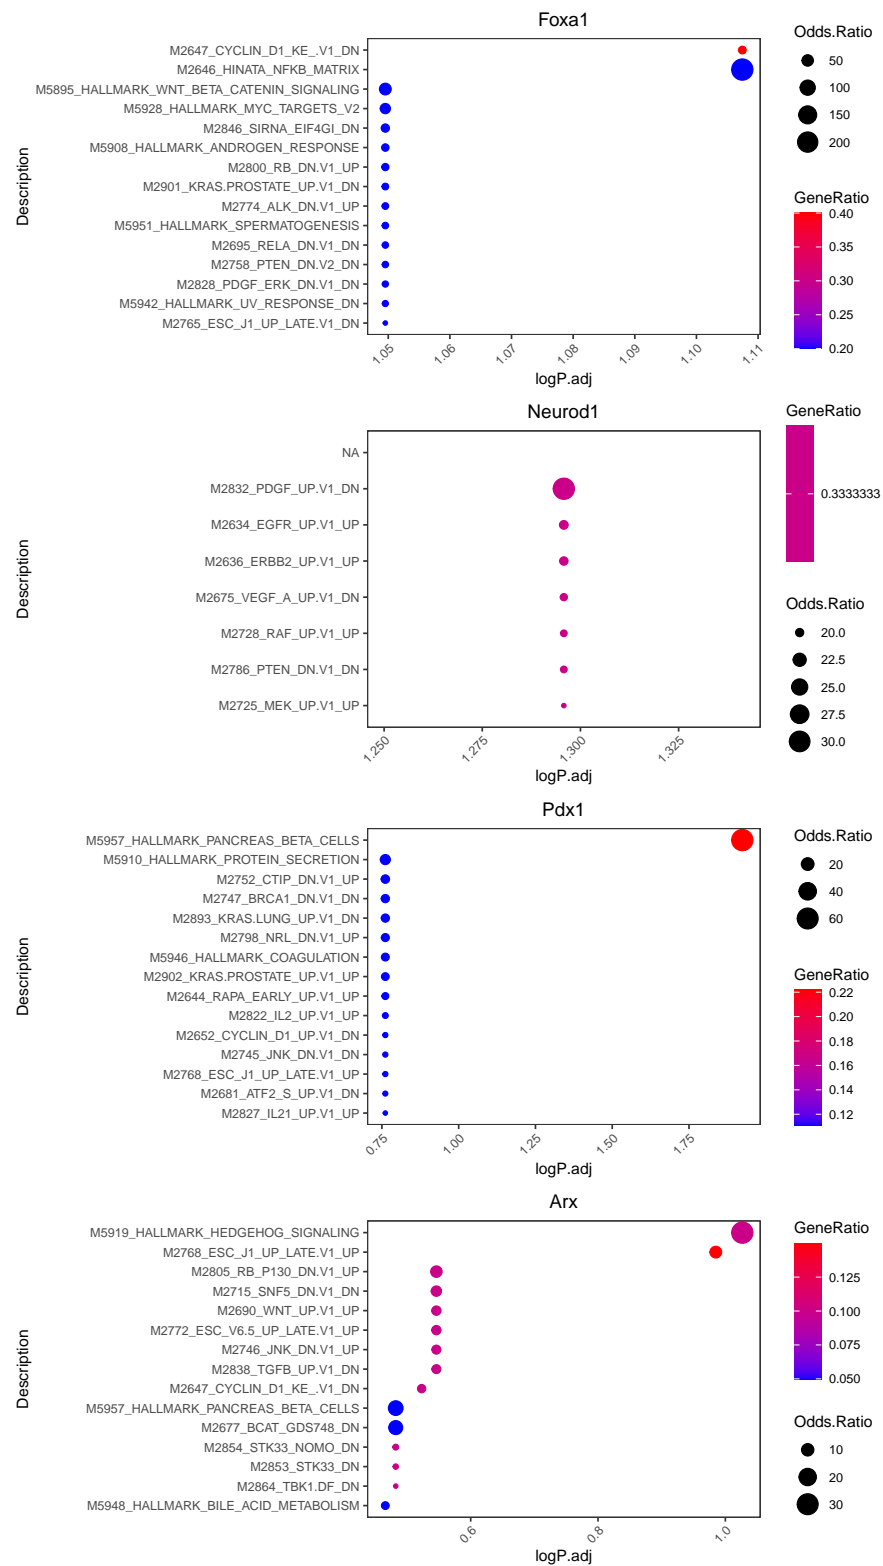 Foxa1
Description
M2647_CYCLIN_D1_KE_.V1_DN
M2646_HINATA_NFKB_MATRIX
M5895_HALLMARK_WNT_BETA_CATENIN_SIGNALING
M5928_HALLMARK_MYC_TARGETS_V2
M2846_SIRNA_EIF4GI_DN
M5908_HALLMARK_ANDROGEN_RESPONSE
M2800_RB_DN.V1_UP
M2901_KRAS.PROSTATE_UP.V1_DN
M2774_ALK_DN.V1_UP
M5951_HALLMARK_SPERMATOGENESIS
M2695_RELA_DN.V1_DN
M2758_PTEN_DN.V2_DN
M2828_PDGF_ERK_DN.V1_DN
M5942_HALLMARK_UV_RESPONSE_DN
M2765_ESC_J1_UP_LATE.V1_DN
1.05 1.06 1.07 1.08 1.09 1.10 1.11
logP.adj
Odds.Ratio
50
100
150
200
GeneRatio
0.40
0.35
0.30
0.25
0.20
Neurod1
Description
NA
M2832_PDGF_UP.V1_DN
M2634_EGFR_UP.V1_UP
M2636_ERBB2_UP.V1_UP
M2675_VEGF_A_UP.V1_DN
M2728_RAF_UP.V1_UP
M2786_PTEN_DN.V1_DN
M2725_MEK_UP.V1_UP
1.250 1.275 1.300 1.325
logP.adj
GeneRatio
0.3333333
Odds.Ratio
20.0
22.5
25.0
27.5
30.0
Pdx1
Description
M5957_HALLMARK_PANCREAS_BETA_CELLS
M5910_HALLMARK_PROTEIN_SECRETION
M2752_CTIP_DN.V1_UP
M2747_BRCA1_DN.V1_DN
M2893_KRAS.LUNG_UP.V1_DN
M2798_NRL_DN.V1_UP
M5946_HALLMARK_COAGULATION
M2902_KRAS.PROSTATE_UP.V1_UP
M2644_RAPA_EARLY_UP.V1_UP
M2822_IL2_UP.V1_UP
M2652_CYCLIN_D1_UP.V1_DN
M2745_JNK_DN.V1_DN
M2768_ESC_J1_UP_LATE.V1_UP
M2681_ATF2_S_UP.V1_DN
M2827_IL21_UP.V1_UP
0.75 1.00 1.25 1.50 1.75
logP.adj
Odds.Ratio
20
40
60
GeneRatio
0.22
0.20
0.18
0.16
0.14
0.12
Arx
Description
M5919_HALLMARK_HEDGEHOG_SIGNALING
M2768_ESC_J1_UP_LATE.V1_UP
M2805_RB_P130_DN.V1_UP
M2715_SNF5_DN.V1_DN
M2690_WNT_UP.V1_UP
M2772_ESC_V6.5_UP_LATE.V1_UP
M2746_JNK_DN.V1_UP
M2838_TGFB_UP.V1_DN
M2647_CYCLIN_D1_KE_.V1_DN
M5957_HALLMARK_PANCREAS_BETA_CELLS
M2677_BCAT_GDS748_DN
M2854_STK33_NOMO_DN
M2853_STK33_DN
M2864_TBK1.DF_DN
M5948_HALLMARK_BILE_ACID_METABOLISM
0.6 0.8 1.0
logP.adj
GeneRatio
0.125
0.100
0.075
0.050
Odds.Ratio
10
20
30